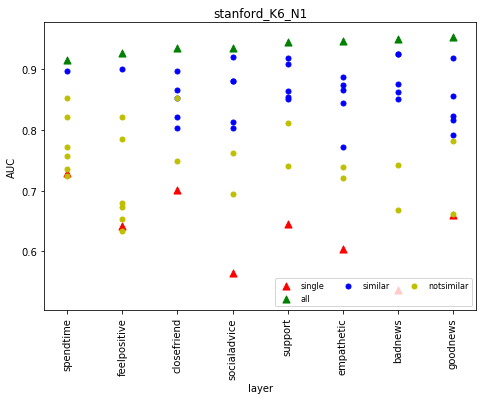 stanford_K6_N1
AUC
0.9
0.8
0.7
0.6
single
similar
notsimilar
all
spendtime
feelpositive
closefriend
socialadvice
support
empathetic
badnews
goodnews
layer